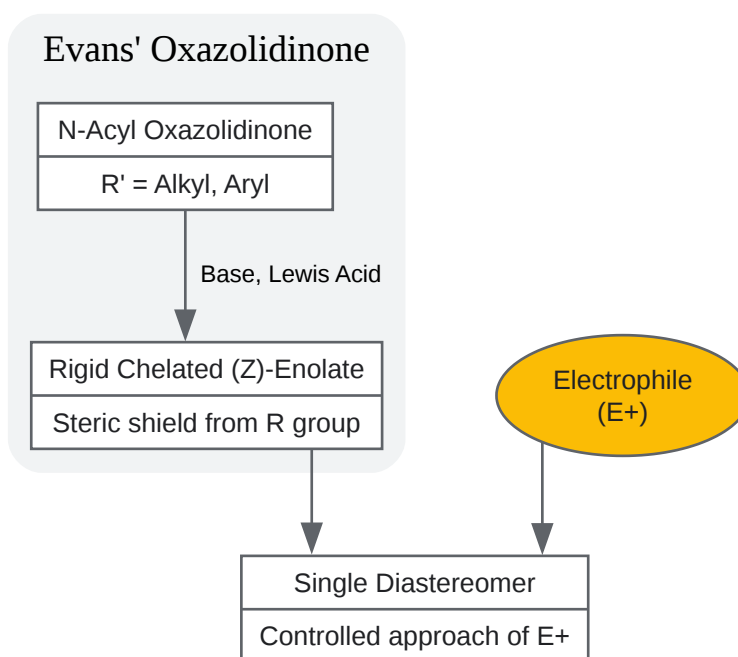 Evans' Oxazolidinone
N-Acyl Oxazolidinone
R' = Alkyl, Aryl
Base, Lewis Acid
Rigid Chelated (Z)-Enolate
Steric shield from R group
Electrophile
(E+)
Single Diastereomer
Controlled approach of E+